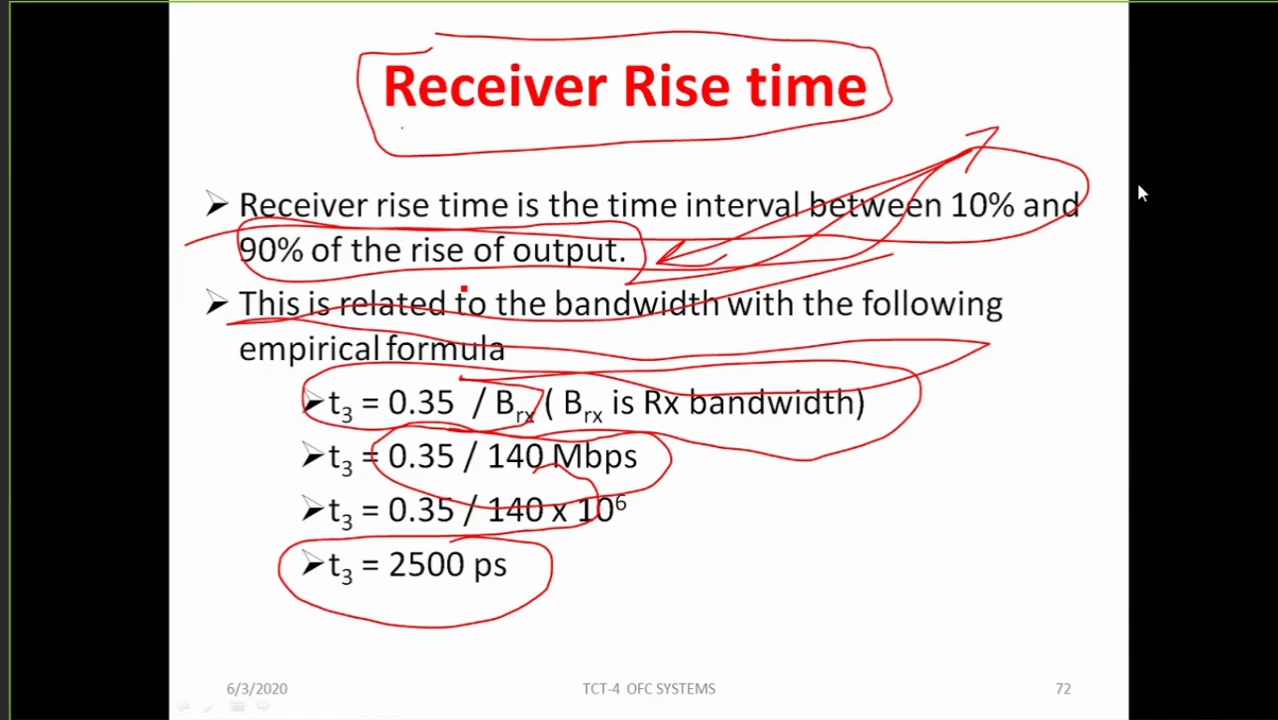 Receiver Rise time
➢ Receiver rise time is the time interval between 10% and
90% of the rise of output.
➢ This is related to the bandwidth with the following
empirical formula
➢ t₃ = 0.35 / Bᵣₓ ( Bᵣₓ is Rx bandwidth)
➢ t₃ = 0.35 / 140 Mbps
➢ t₃ = 0.35 / 140 x 10⁶
➢ t₃ = 2500 ps
6/3/2020 TCT-4 OFC SYSTEMS 72